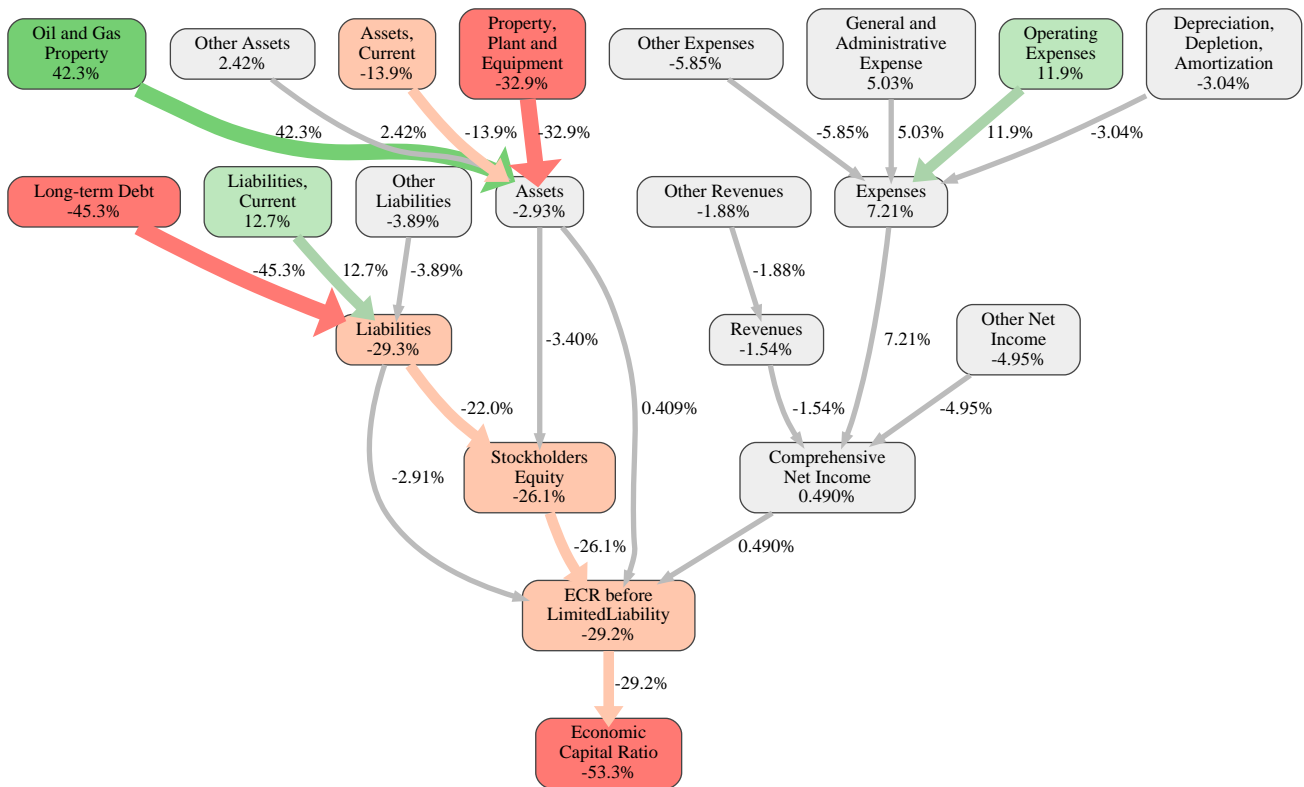 Oil and Gas
Property
42.3%
Other Assets
2.42%
Assets,
Current
-13.9%
Property,
Plant and
Equipment
-32.9%
Other Expenses
-5.85%
General and
Administrative
Expense
5.03%
Operating
Expenses
11.9%
Depreciation,
Depletion,
Amortization
-3.04%
42.3%
2.42%
-13.9%
-32.9%
-5.85%
5.03%
11.9%
-3.04%
Long-term Debt
-45.3%
Liabilities,
Current
12.7%
Other
Liabilities
-3.89%
Assets
-2.93%
Other Revenues
-1.88%
Expenses
7.21%
-45.3%
12.7%
-3.89%
-1.88%
Liabilities
-29.3%
-3.40%
Revenues
-1.54%
7.21%
Other Net
Income
-4.95%
-22.0%
0.409%
-1.54%
-4.95%
-2.91%
Stockholders
Equity
-26.1%
Comprehensive
Net Income
0.490%
-26.1%
0.490%
ECR before
LimitedLiability
-29.2%
-29.2%
Economic
Capital Ratio
-53.3%